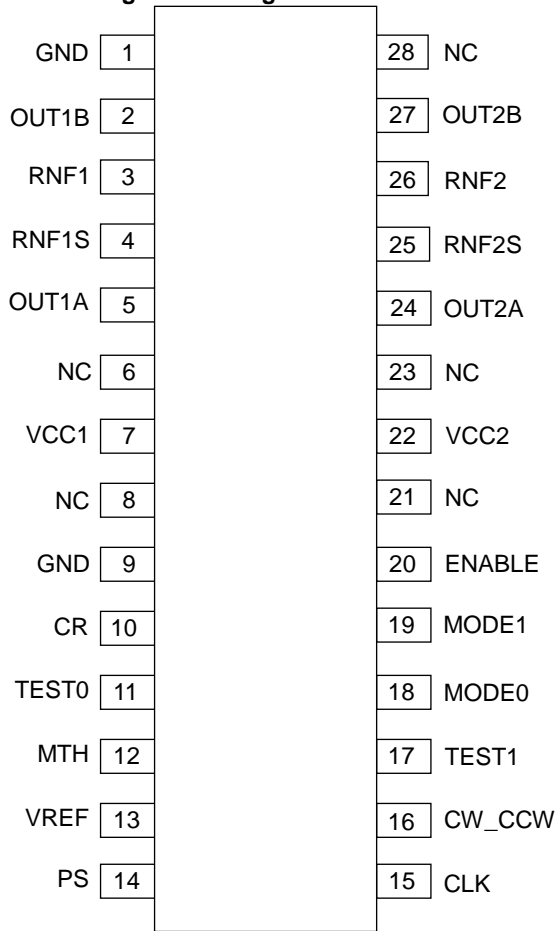 GND 1 28 NC
OUT1B 2 27 OUT2B
RNF1 3 26 RNF2
RNF1S 4 25 RNF2S
OUT1A 5 24 OUT2A
NC 6 23 NC
VCC1 7 22 VCC2
NC 8 21 NC
GND 9 20 ENABLE
CR 10 19 MODE1
TEST0 11 18 MODE0
MTH 12 17 TEST1
VREF 13 16 CW_CCW
PS 14 15 CLK